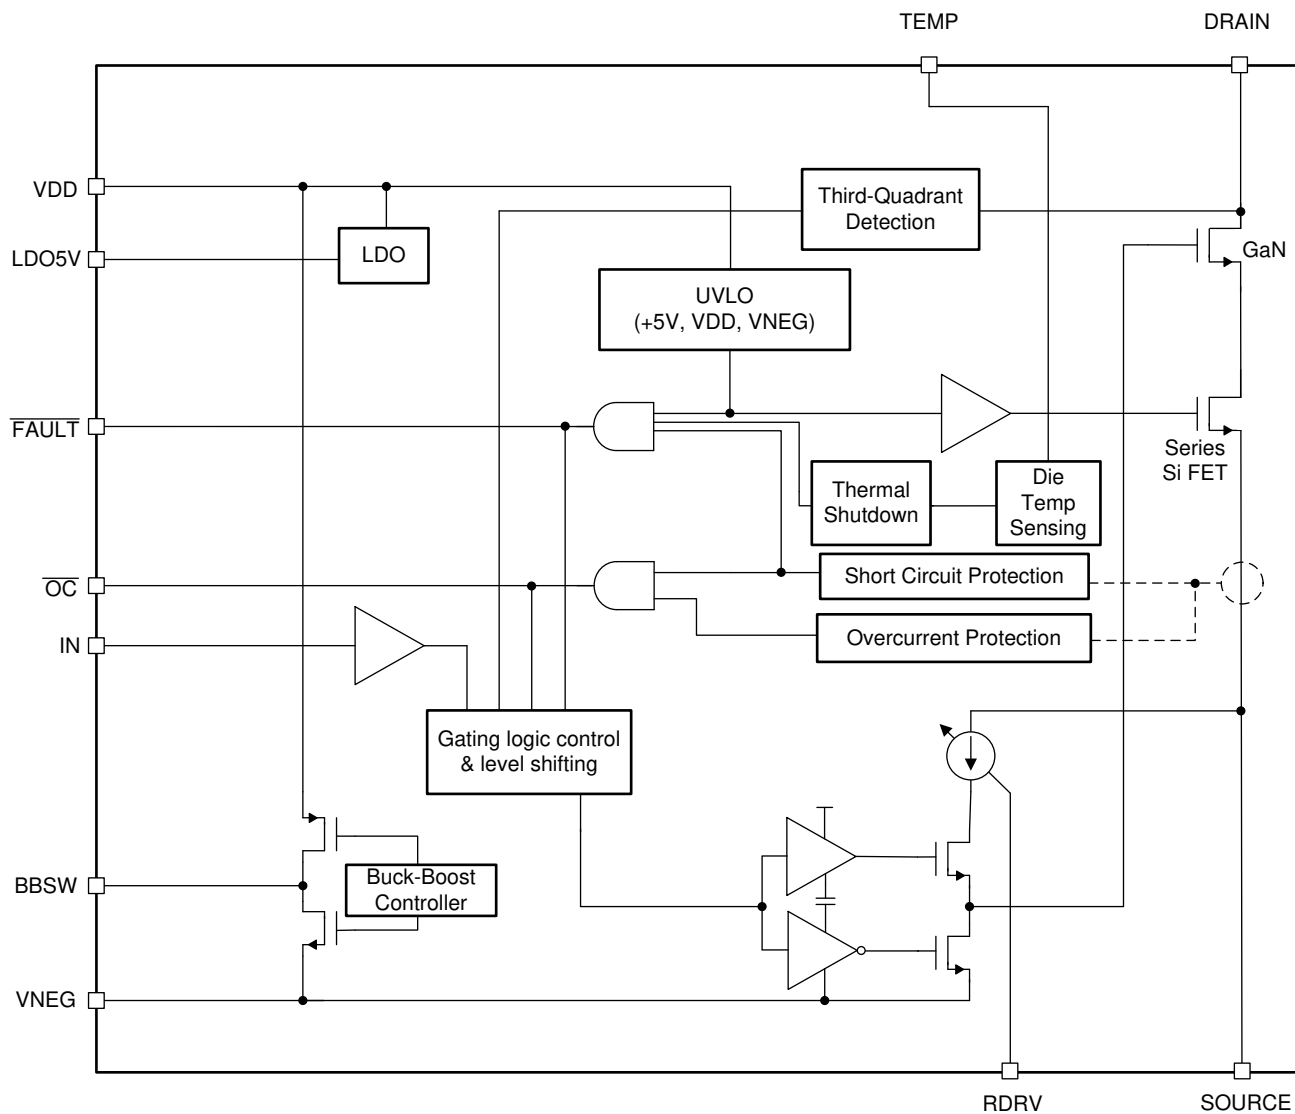 TEMP
DRAIN
VDD
Third-Quadrant
Detection
LDO5V
LDO
GaN
UVLO
(+5V, VDD, VNEG)
FAULT
Series
Si FET
Thermal
Shutdown
Die
Temp
Sensing
OC
Short Circuit Protection
IN
Overcurrent Protection
Gating logic control
& level shifting
BBSW
Buck-Boost
Controller
VNEG
RDRV
SOURCE